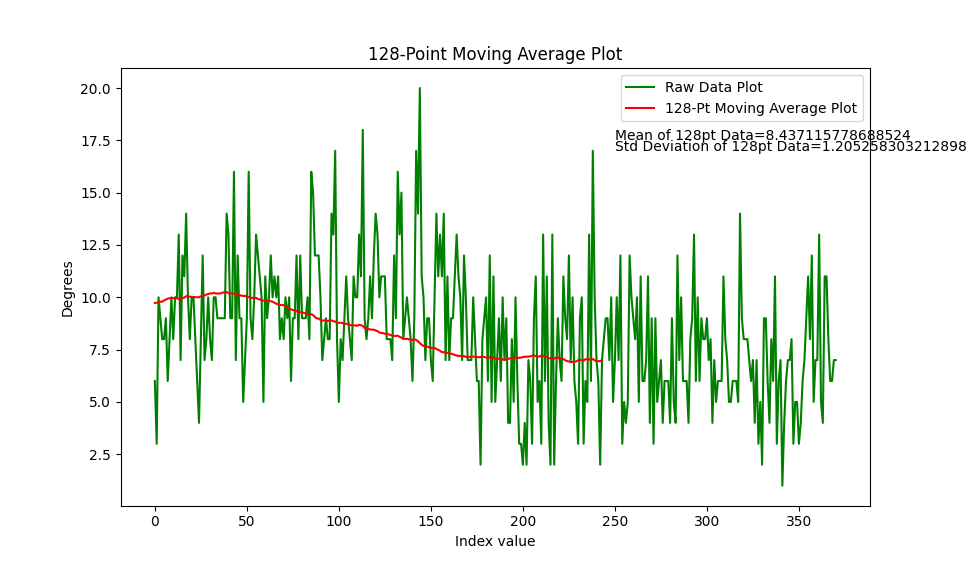 128-Point Moving Average Plot
Raw Data Plot
128-Pt Moving Average Plot
Mean of 128pt Data=8.437115778688524
Std Deviation of 128pt Data=1.205258303212898
Degrees
20.0
17.5
15.0
12.5
10.0
7.5
5.0
2.5
0 50 100 150 200 250 300 350
Index value